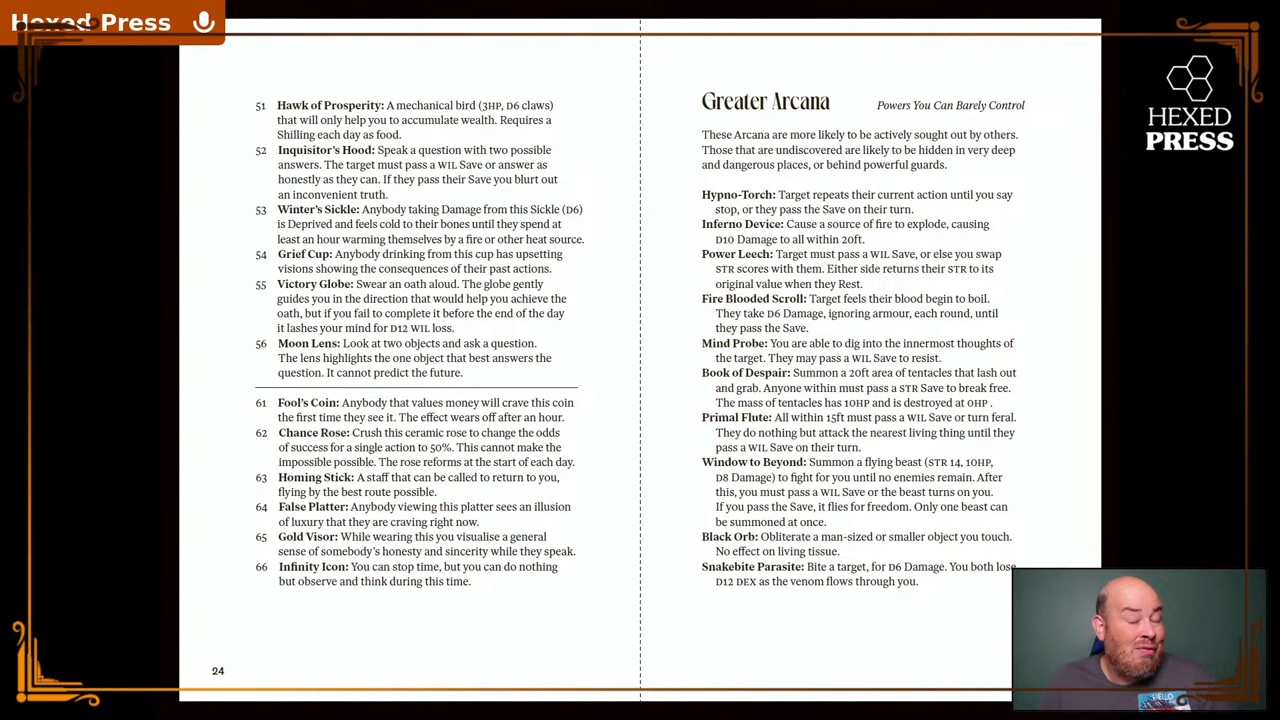 Hexed Press
HEXED
PRESS
51 Hawk of Prosperity: A mechanical bird (3HP, D6 claws)
that will only help you to accumulate wealth. Requires a
Shilling each day as food.
52 Inquisitor's Hood: Speak a question with two possible
answers. The target must pass a WIL Save or answer as
honestly as they can. If they pass their Save you blurt out
an inconvenient truth.
53 Winter's Sickle: Anybody taking Damage from this Sickle (D6)
is Deprived and feels cold to their bones until they spend at
least an hour warming themselves by a fire or other heat source.
54 Grief Cup: Anybody drinking from this cup has upsetting
visions showing the consequences of their past actions.
55 Victory Globe: Swear an oath aloud. The globe gently
guides you in the direction that would help you achieve the
oath, but if you fail to complete it before the end of the day
it lashes your mind for D12 WIL loss.
56 Moon Lens: Look at two objects and ask a question.
The lens highlights the one object that best answers the
question. It cannot predict the future.
61 Fool's Coin: Anybody that values money will crave this coin
the first time they see it. The effect wears off after an hour.
62 Chance Rose: Crush this ceramic rose to change the odds
of success for a single action to 50%. This cannot make the
impossible possible. The rose reforms at the start of each day.
63 Homing Stick: A staff that can be called to return to you,
flying by the best route possible.
64 False Platter: Anybody viewing this platter sees an illusion
of luxury that they are craving right now.
65 Gold Visor: While wearing this you visualise a general
sense of somebody's honesty and sincerity while they speak.
66 Infinity Icon: You can stop time, but you can do nothing
but observe and think during this time.
24
Greater Arcana Powers You Can Barely Control
These Arcana are more likely to be actively sought out by others.
Those that are undiscovered are likely to be hidden in very deep
and dangerous places, or behind powerful guards.
Hypno-Torch: Target repeats their current action until you say
stop, or they pass the Save on their turn.
Inferno Device: Cause a source of fire to explode, causing
D10 Damage to all within 20ft.
Power Leech: Target must pass a WIL Save, or else you swap
STR scores with them. Either side returns their STR to its
original value when they Rest.
Fire Blooded Scroll: Target feels their blood begin to boil.
They take D6 Damage, ignoring armour, each round, until
they pass the Save.
Mind Probe: You are able to dig into the innermost thoughts of
the target. They may pass a WIL Save to resist.
Book of Despair: Summon a 20ft area of tentacles that lash out
and grab. Anyone within must pass a STR Save to break free.
The mass of tentacles has 10HP and is destroyed at 0HP .
Primal Flute: All within 15ft must pass a WIL Save or turn feral.
They do nothing but attack the nearest living thing until they
pass a WIL Save on their turn.
Window to Beyond: Summon a flying beast (STR 14, 10HP,
D8 Damage) to fight for you until no enemies remain. After
this, you must pass a WIL Save or the beast turns on you.
If you pass the Save, it flies for freedom. Only one beast can
be summoned at once.
Black Orb: Obliterate a man-sized or smaller object you touch.
No effect on living tissue.
Snakebite Parasite: Bite a target, for D6 Damage. You both lose
D12 DEX as the venom flows through you.
HELLO